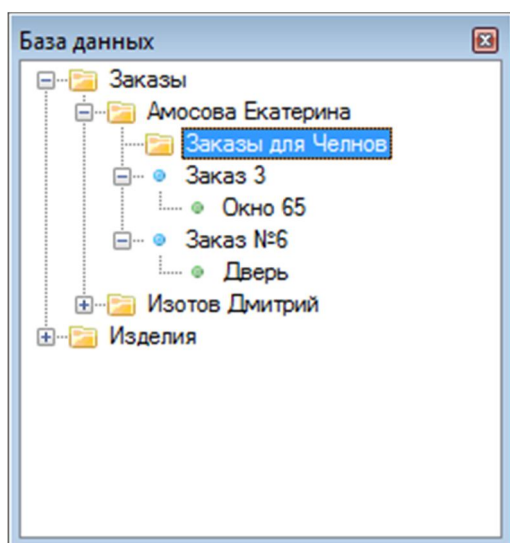 База данных
Заказы
Амосова Екатерина
Заказы для Челнов
Заказ 3
Окно 65
Заказ №6
Дверь
Изотов Дмитрий
Изделия